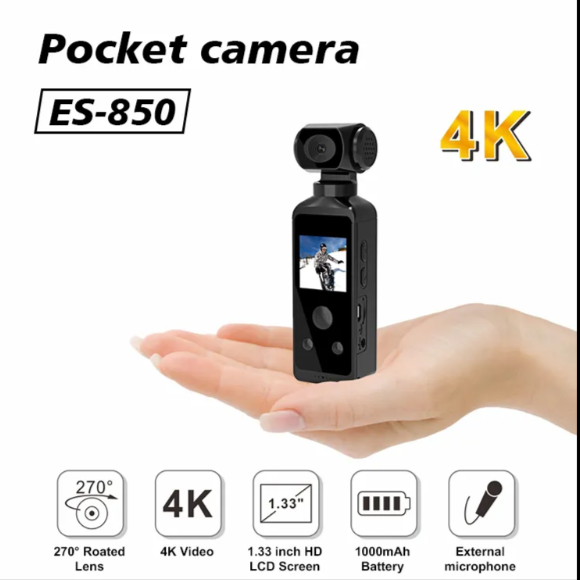 Pocket camera
ES-850
4K
270°
4K
1.33"
270° Roated
Lens
4K Video
1.33 inch HD
LCD Screen
1000mAh
Battery
External
microphone